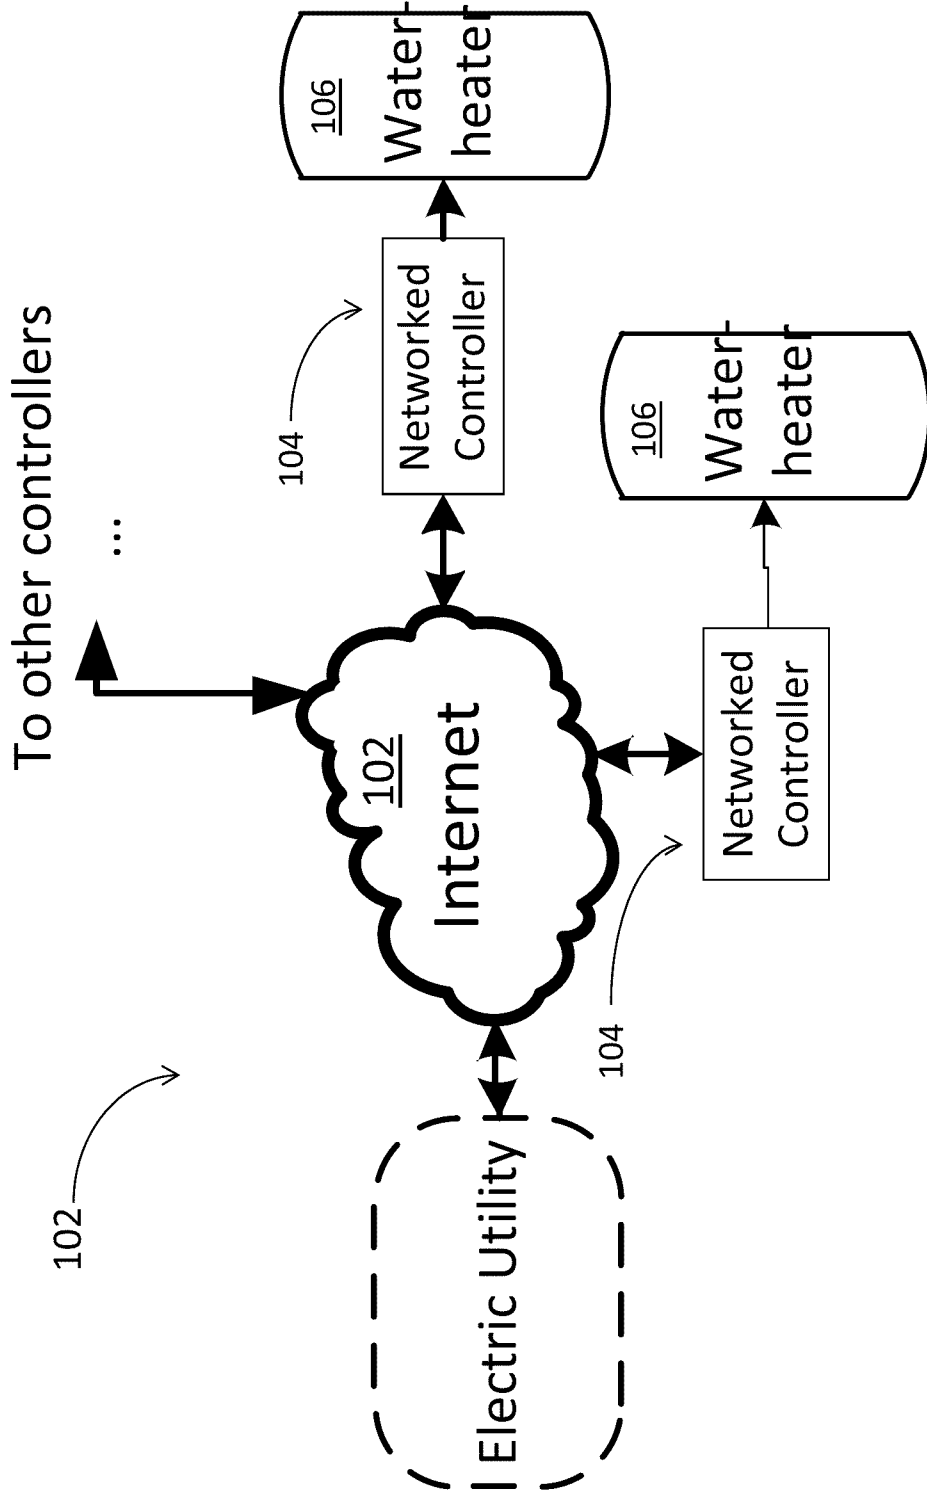 To other controllers
...
102
104
Networked
Controller
106
Water
heater
102
Internet
Electric Utility
104
Networked
Controller
106
Water
heater